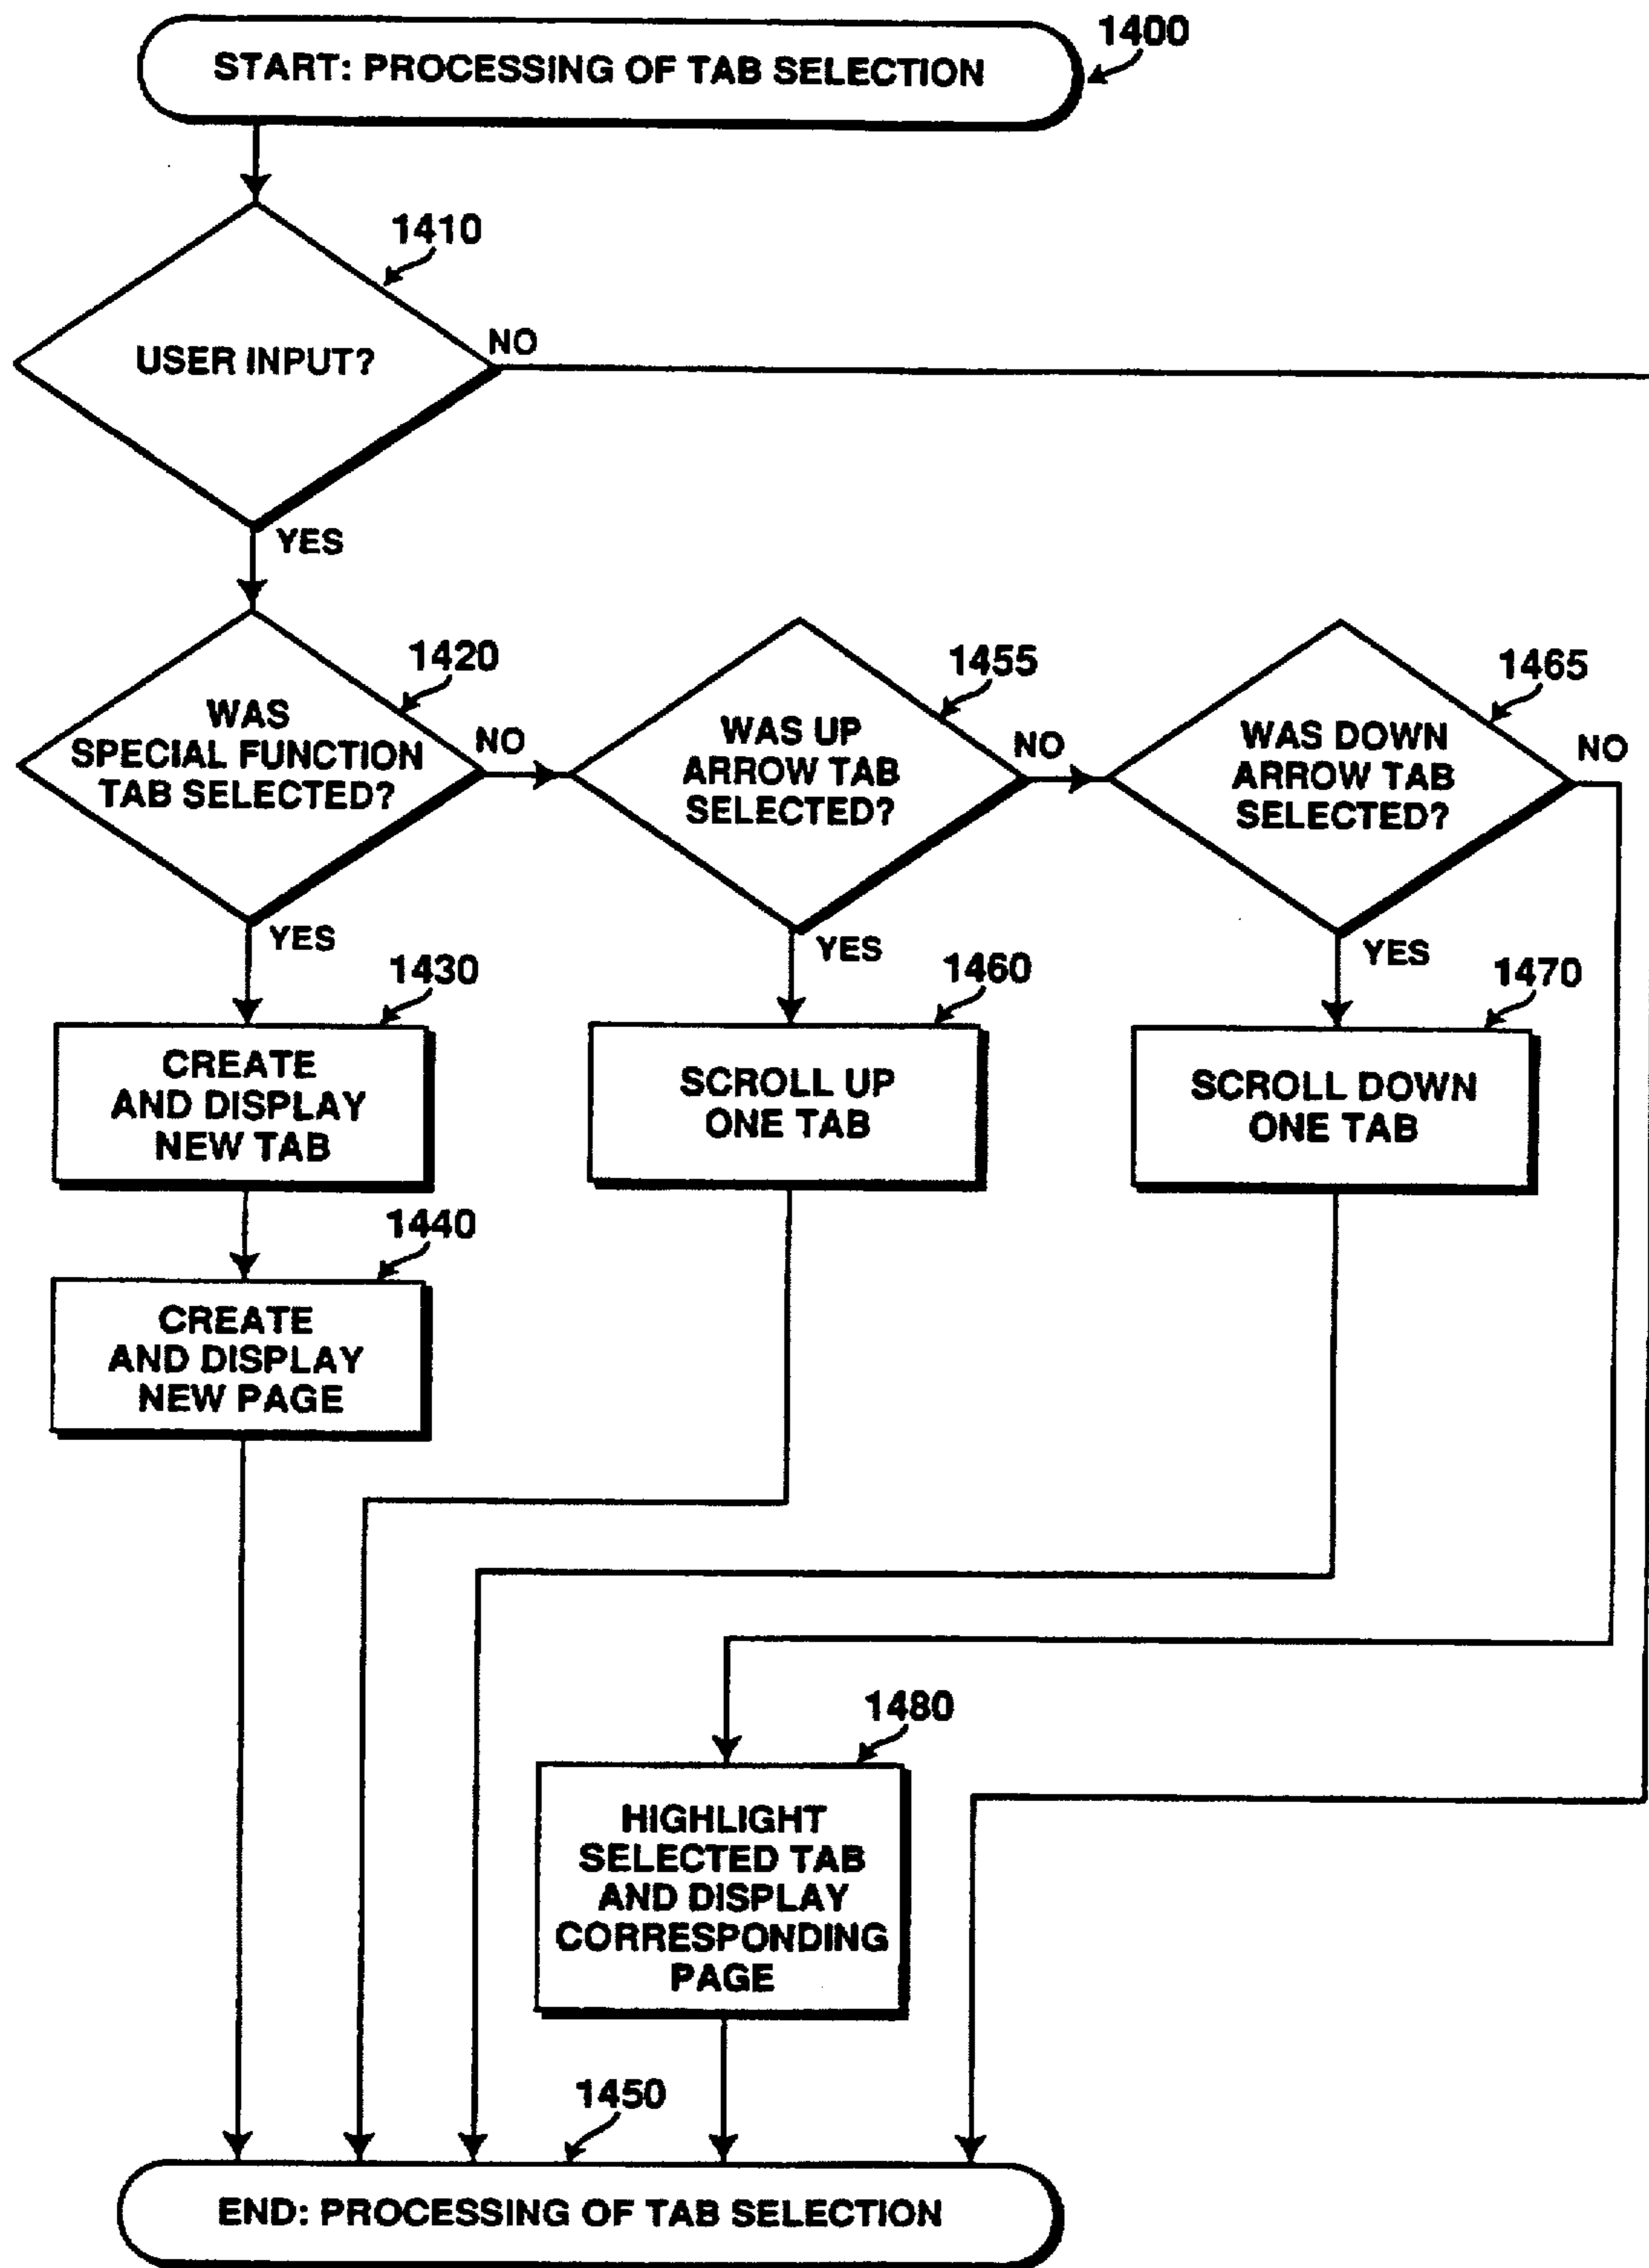 START: PROCESSING OF TAB SELECTION
1400
1410
USER INPUT?
NO
YES
1420
WAS
SPECIAL FUNCTION
TAB SELECTED?
NO
YES
1455
WAS UP
ARROW TAB
SELECTED?
NO
YES
1465
WAS DOWN
ARROW TAB
SELECTED?
NO
YES
1430
CREATE
AND DISPLAY
NEW TAB
1460
SCROLL UP
ONE TAB
1470
SCROLL DOWN
ONE TAB
1440
CREATE
AND DISPLAY
NEW PAGE
1480
HIGHLIGHT
SELECTED TAB
AND DISPLAY
CORRESPONDING
PAGE
1450
END: PROCESSING OF TAB SELECTION